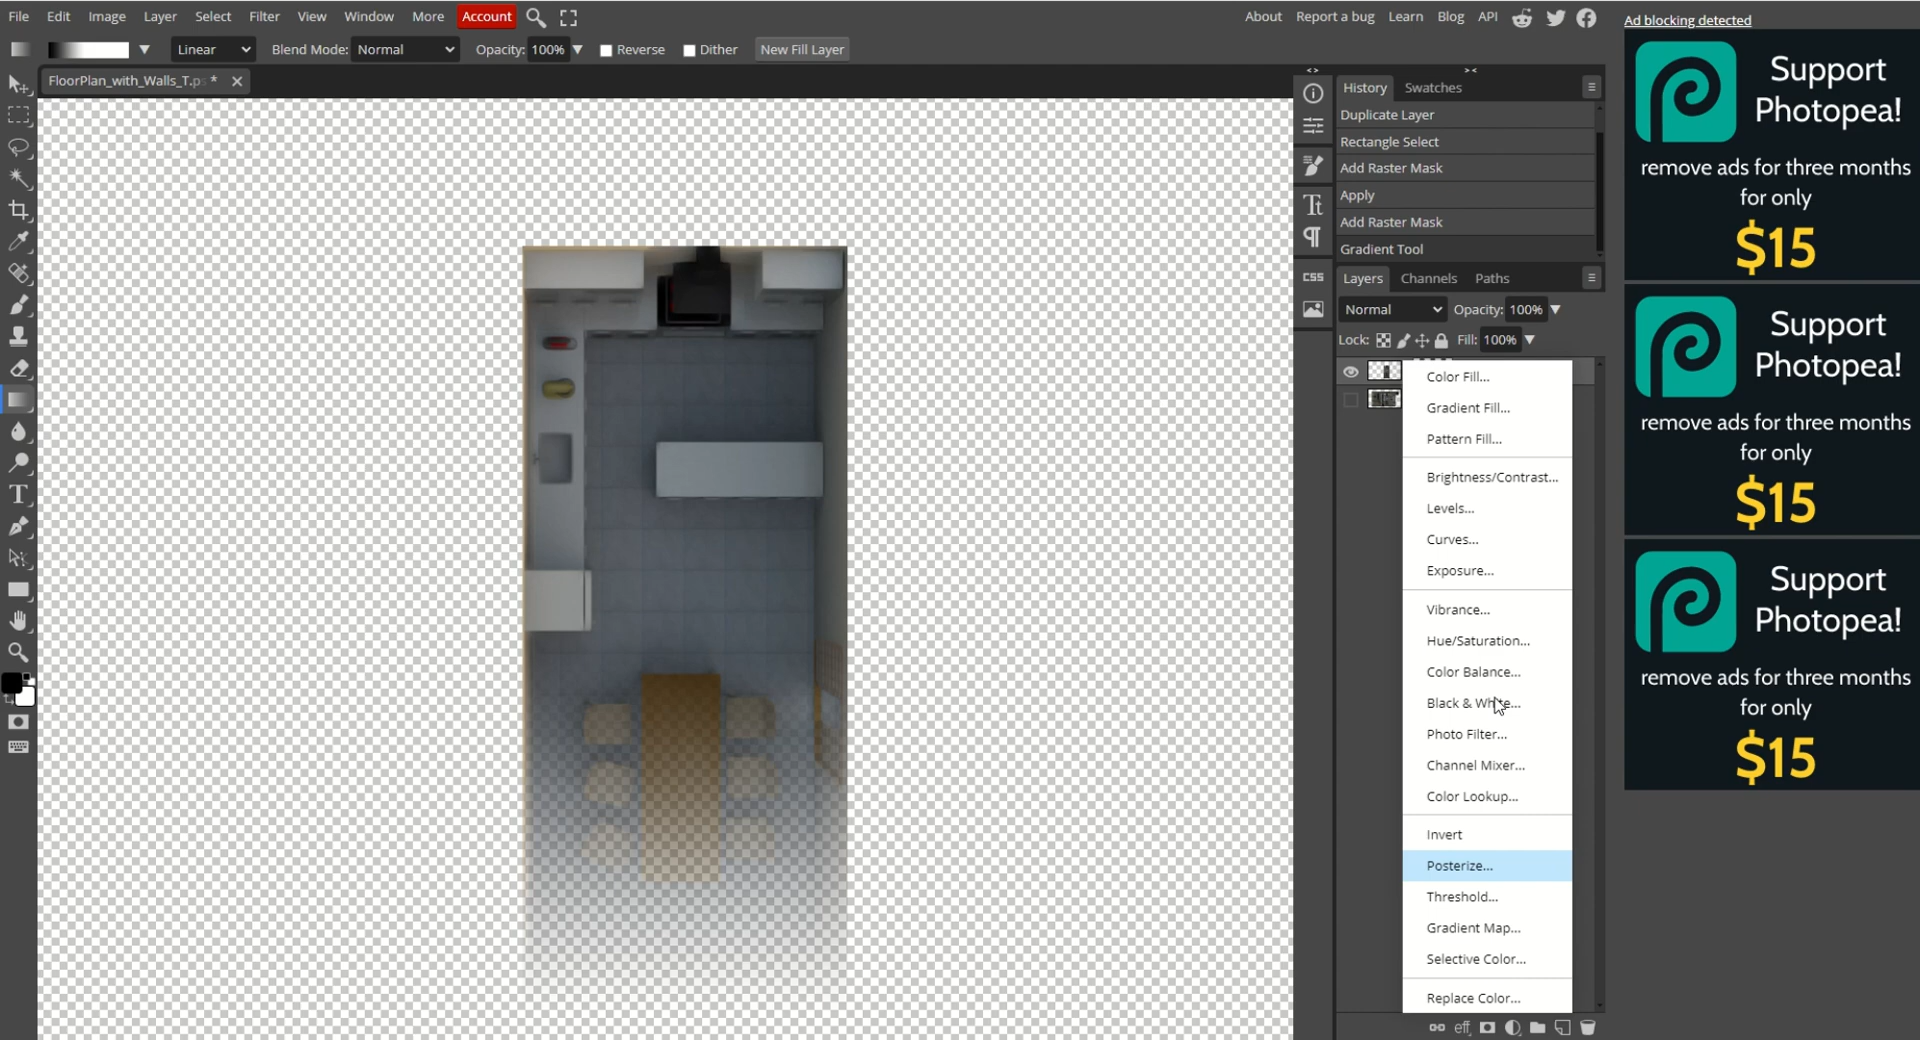 File Edit Image Layer Select Filter View Window More Account
About Report a bug Learn Blog API
Ad blocking detected
Linear Blend Mode: Normal Opacity: 100% Reverse Dither New Fill Layer
FloorPlan_with_Walls_T.ps *
History Swatches
Duplicate Layer
Rectangle Select
Add Raster Mask
Apply
Add Raster Mask
Gradient Tool
CSS
Layers Channels Paths
Normal Opacity: 100%
Lock: Fill: 100%
Color Fill...
Gradient Fill...
Pattern Fill...
Brightness/Contrast...
Levels...
Curves...
Exposure...
Vibrance...
Hue/Saturation...
Color Balance...
Black & White...
Photo Filter...
Channel Mixer...
Color Lookup...
Invert
Posterize...
Threshold...
Gradient Map...
Selective Color...
Replace Color...
eff
Support
Photopea!
remove ads for three months
for only
$15
Support
Photopea!
remove ads for three months
for only
$15
Support
Photopea!
remove ads for three months
for only
$15